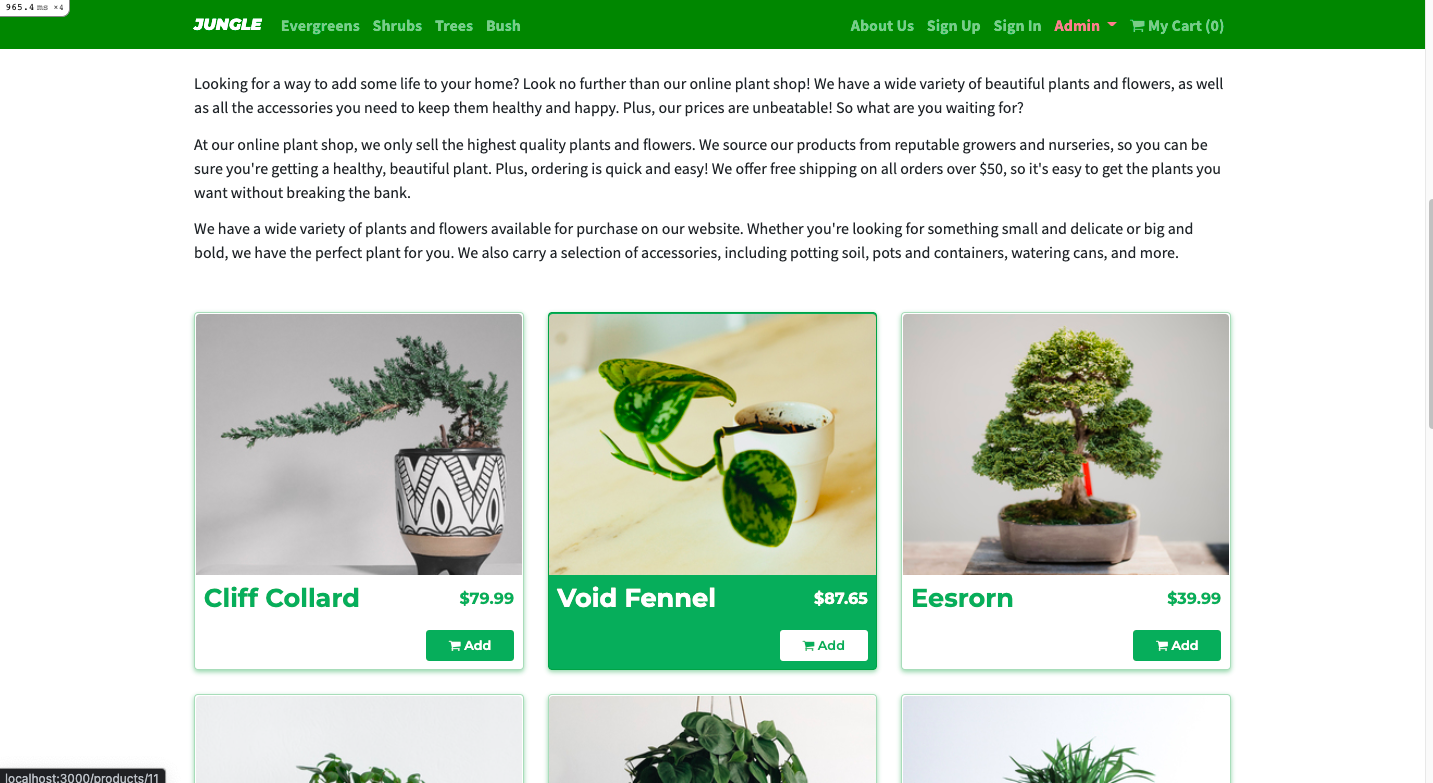 965.4 ms ×4
JUNGLE Evergreens Shrubs Trees Bush About Us Sign Up Sign In Admin My Cart (0)
Looking for a way to add some life to your home? Look no further than our online plant shop! We have a wide variety of beautiful plants and flowers, as well
as all the accessories you need to keep them healthy and happy. Plus, our prices are unbeatable! So what are you waiting for?
At our online plant shop, we only sell the highest quality plants and flowers. We source our products from reputable growers and nurseries, so you can be
sure you're getting a healthy, beautiful plant. Plus, ordering is quick and easy! We offer free shipping on all orders over $50, so it's easy to get the plants you
want without breaking the bank.
We have a wide variety of plants and flowers available for purchase on our website. Whether you're looking for something small and delicate or big and
bold, we have the perfect plant for you. We also carry a selection of accessories, including potting soil, pots and containers, watering cans, and more.
Cliff Collard $79.99
Add
Void Fennel $87.65
Add
Eesrorn $39.99
Add
localhost:3000/products/11